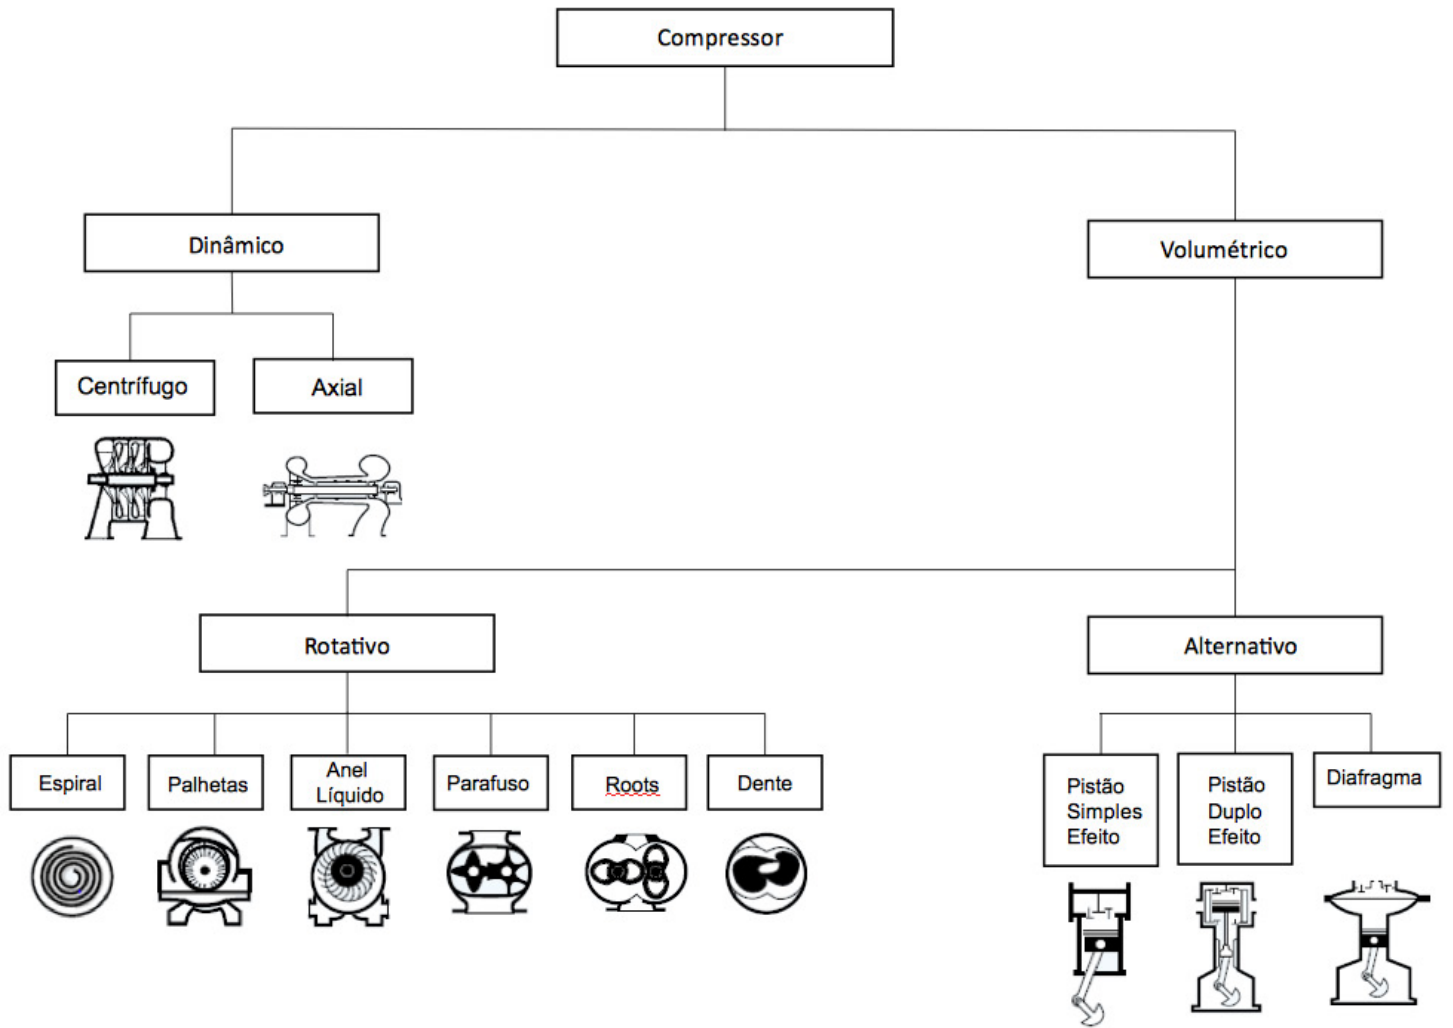 Compressor
Dinâmico
Volumétrico
Centrífugo
Axial
Rotativo
Alternativo
Espiral
Palhetas
Anel
Líquido
Parafuso
Roots
Dente
Pistão
Simples
Efeito
Pistão
Duplo
Efeito
Diafragma